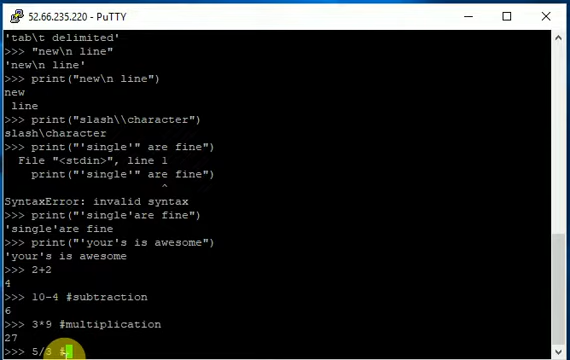 52.66.235.220 - PuTTY
'tab\t delimited'
>>> "new\n line"
'new\n line'
>>> print("new\n line")
new
 line
>>> print("slash\\character")
slash\character
>>> print("'single'" are fine")
  File "<stdin>", line 1
    print("'single'" are fine")
                   ^
SyntaxError: invalid syntax
>>> print("'single'are fine")
'single'are fine
>>> print("'your's is awesome")
'your's is awesome
>>> 2+2
4
>>> 10-4 #subtraction
6
>>> 3*9 #multiplication
27
>>> 5/3 #